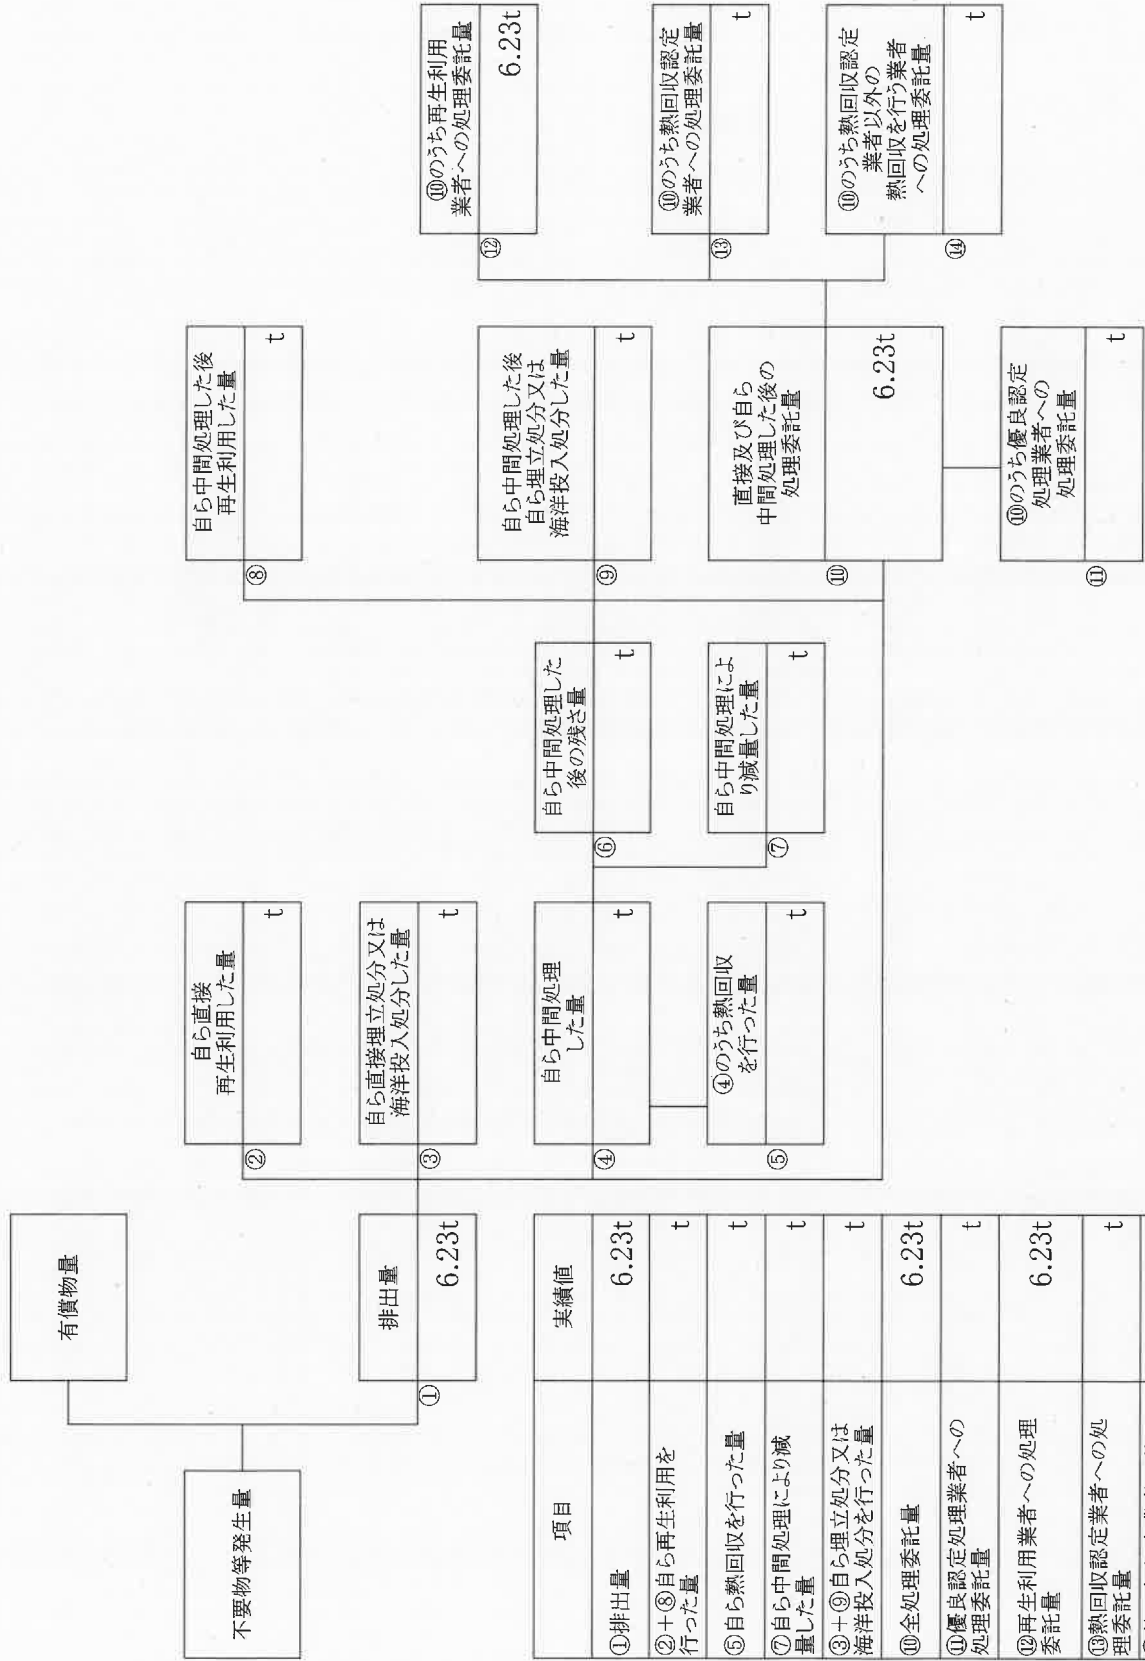 不要物等発生量
有償物量
①
排出量
6.23t
②
自ら直接
再生利用した量
t
③
自ら直接埋立処分又は
海洋投入処分した量
t
④
自ら中間処理
した量
t
⑤
④のうち熱回収
を行った量
t
⑥
自ら中間処理した
後の残さ量
t
⑦
自ら中間処理によ
り減量した量
t
⑧
自ら中間処理した後
再生利用した量
t
⑨
自ら中間処理した後
自ら埋立処分又は
海洋投入処分した量
t
⑩
直接及び自ら
中間処理した後の
処理委託量
6.23t
⑪
⑩のうち優良認定
処理業者への
処理委託量
t
⑫
⑩のうち再生利用
業者への処理委託量
6.23t
⑬
⑩のうち熱回収認定
業者への処理委託量
t
⑭
⑩のうち熱回収認定
業者以外の
熱回収を行う業者
への処理委託量
t
項目 実績値
①排出量 6.23t
②+⑧自ら再生利用を
行った量 t
⑤自ら熱回収を行った量 t
⑦自ら中間処理により減
量した量 t
③+⑨自ら埋立処分又は
海洋投入処分を行った量 t
⑩全処理委託量 6.23t
⑪優良認定処理業者への
処理委託量 t
⑫再生利用業者への処理
委託量 6.23t
⑬熱回収認定業者への処
理委託量 t